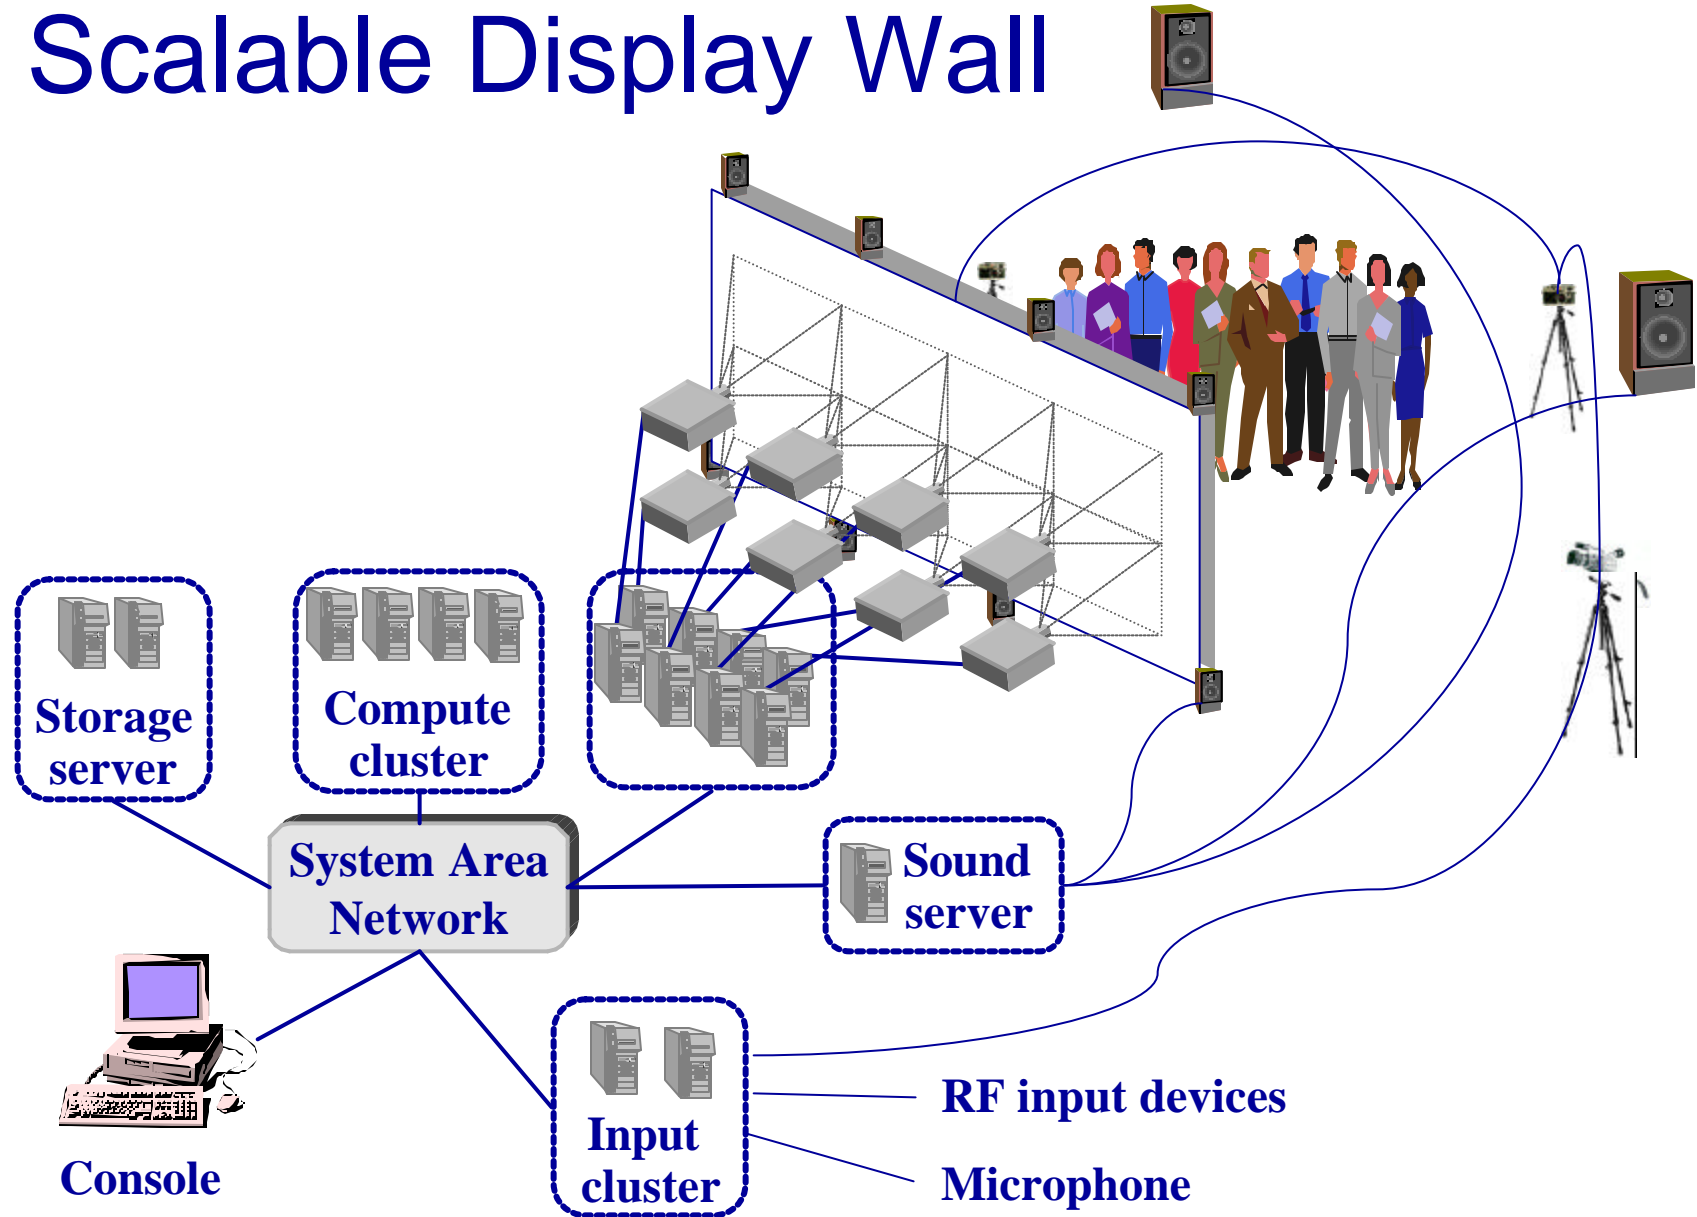 Scalable Display Wall
Storage
server
Compute
cluster
System Area
Network
Sound
server
Console
Input
cluster
RF input devices
Microphone